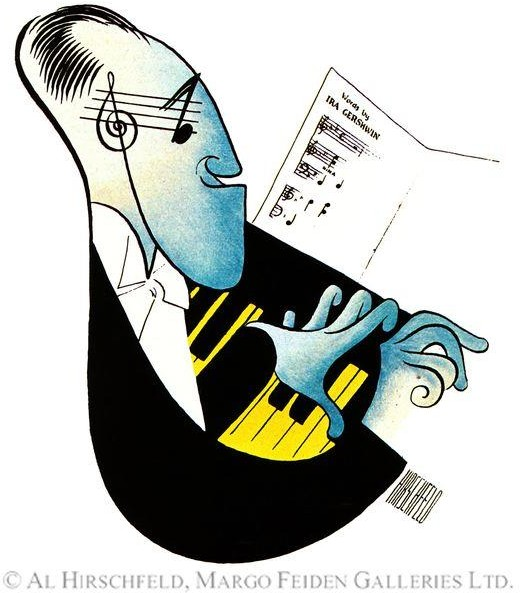 Words by
IRA GERSHWIN
HIRSCHFELD
© AL HIRSCHFELD, MARGO FEIDEN GALLERIES LTD.